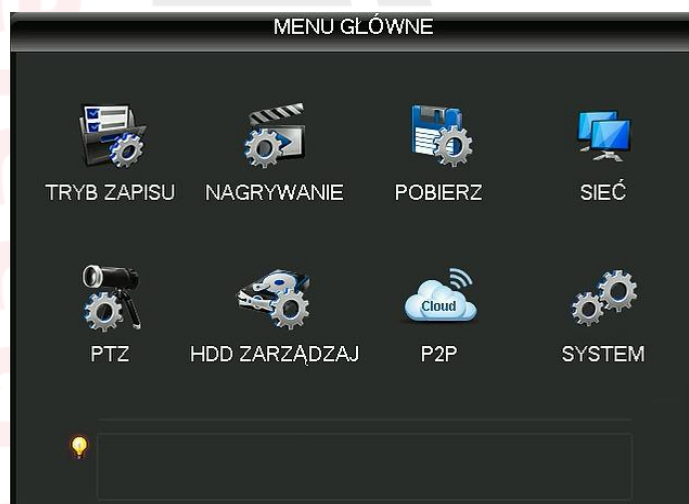 MENU GŁÓWNE
TRYB ZAPISU NAGRYWANIE POBIERZ SIEĆ
Cloud
PTZ HDD ZARZĄDZAJ P2P SYSTEM